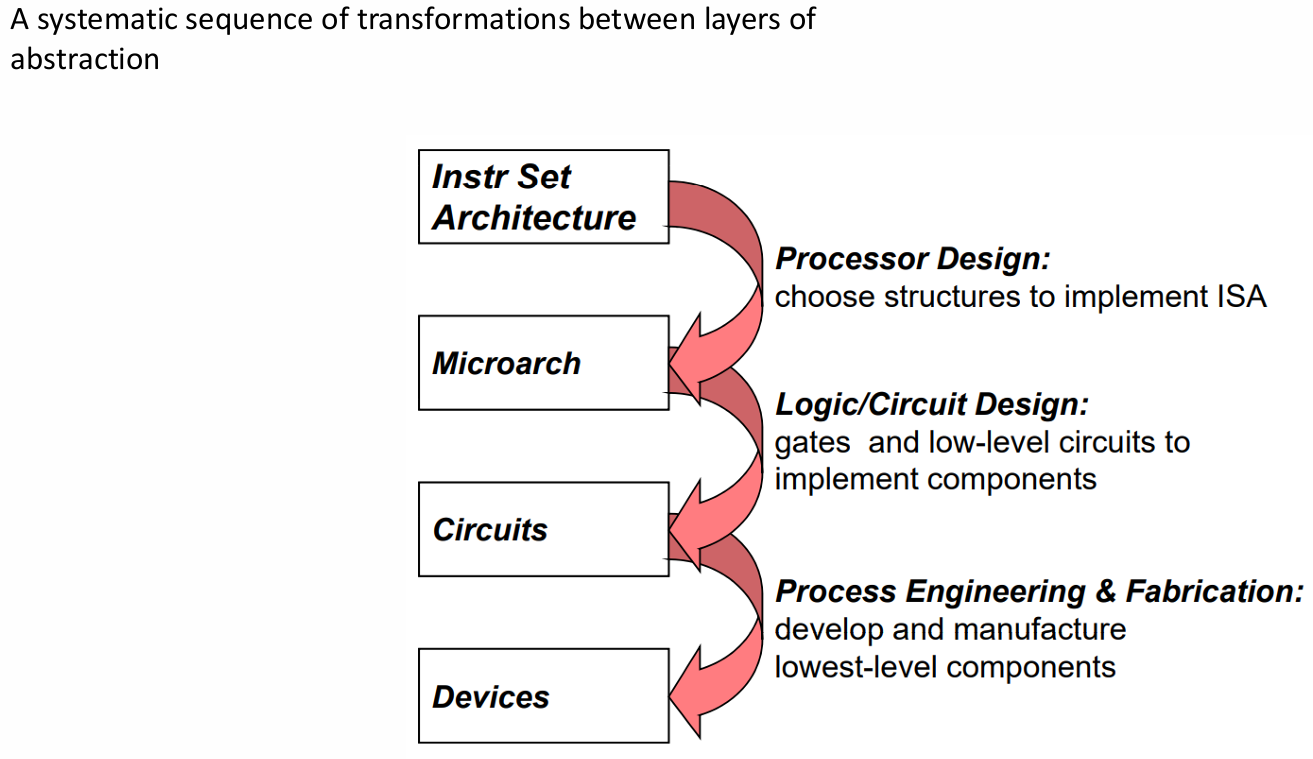 A systematic sequence of transformations between layers of
abstraction
Instr Set
Architecture
Processor Design:
choose structures to implement ISA
Microarch
Logic/Circuit Design:
gates  and low-level circuits to
implement components
Circuits
Process Engineering & Fabrication:
develop and manufacture
lowest-level components
Devices